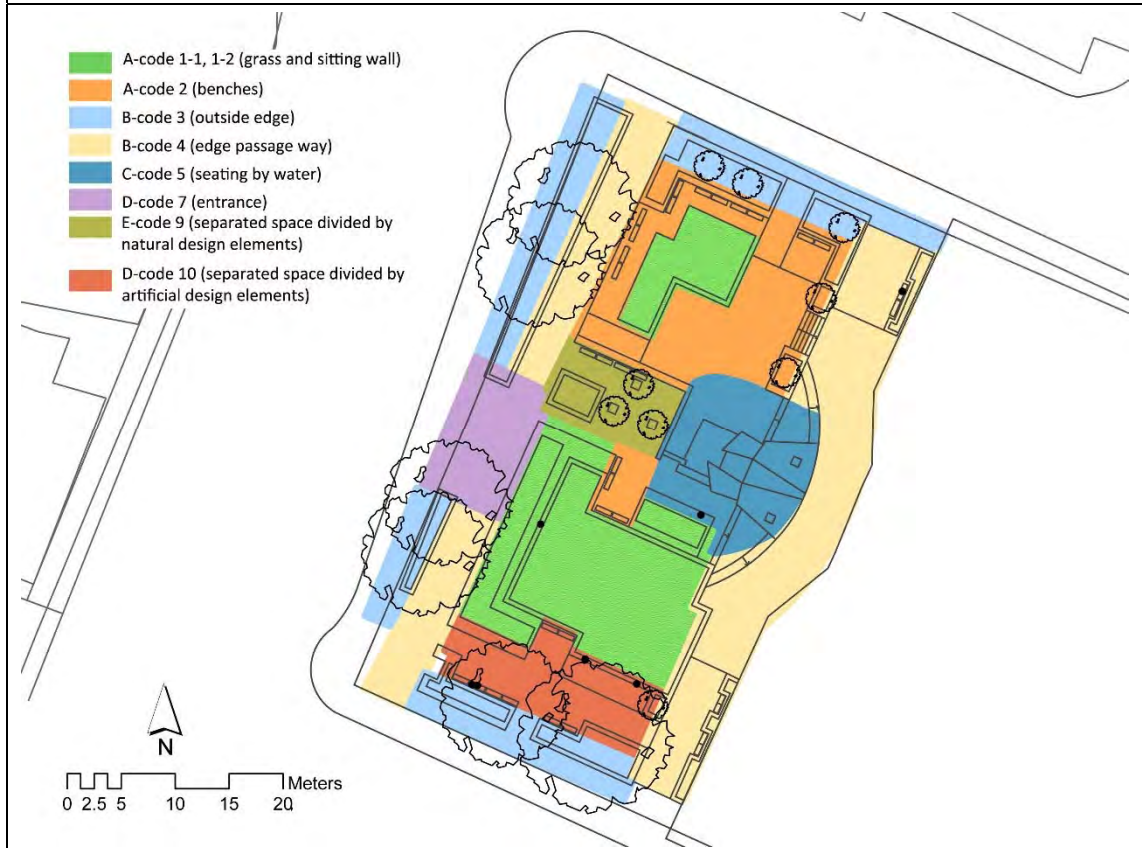 A-code 1-1, 1-2 (grass and sitting wall)
A-code 2 (benches)
B-code 3 (outside edge)
B-code 4 (edge passage way)
C-code 5 (seating by water)
D-code 7 (entrance)
E-code 9 (separated space divided by
natural design elements)
D-code 10 (separated space divided by
artificial design elements)
N
Meters
0 2.5 5 10 15 20